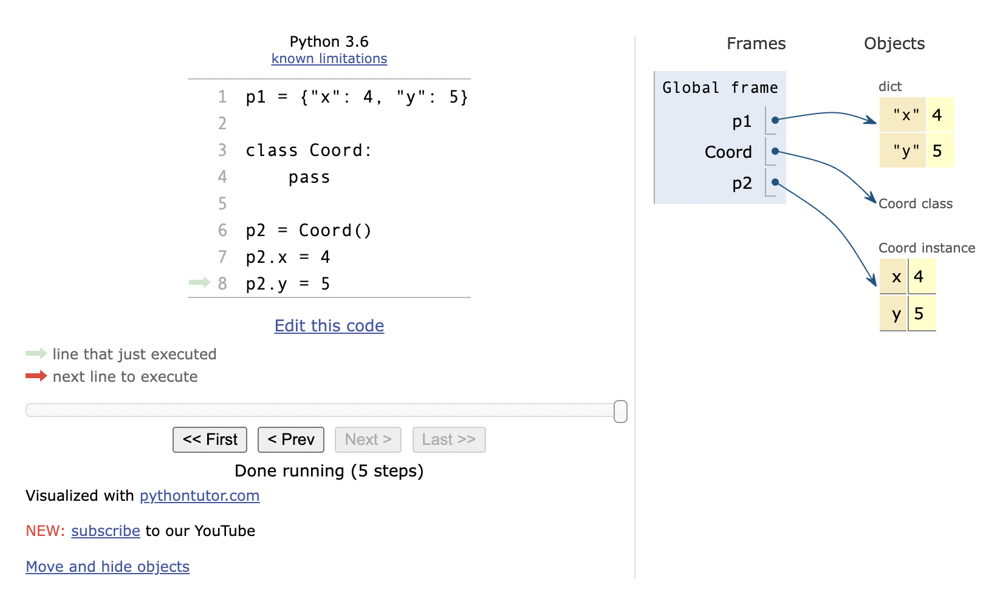 Python 3.6
known limitations
1 p1 = {"x": 4, "y": 5}
2
3 class Coord:
4     pass
5
6 p2 = Coord()
7 p2.x = 4
8 p2.y = 5
Edit this code
line that just executed
next line to execute
<< First < Prev Next > Last >>
Done running (5 steps)
Visualized with pythontutor.com
NEW: subscribe to our YouTube
Move and hide objects
Frames Objects
Global frame
p1
Coord
p2
dict
"x" 4
"y" 5
Coord class
Coord instance
x 4
y 5